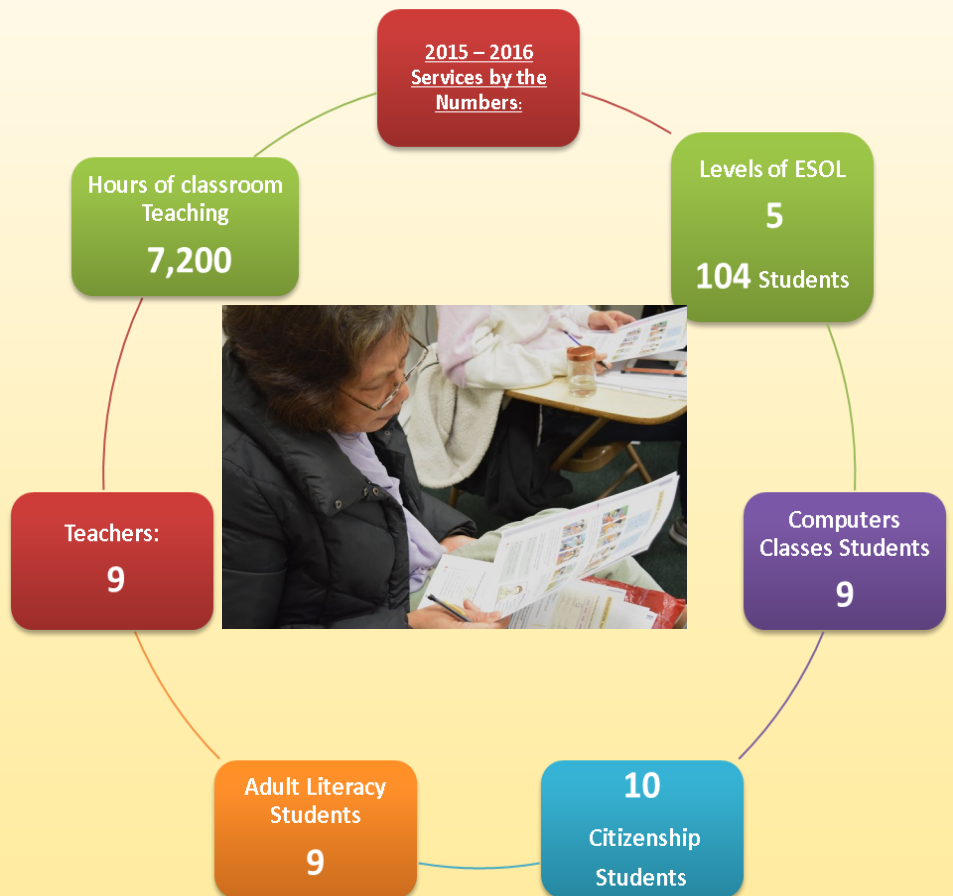 2015 – 2016
Services by the
Numbers:
Levels of ESOL
5
104 Students
Computers
Classes Students
9
10
Citizenship
Students
Adult Literacy
Students
9
Teachers:
9
Hours of classroom
Teaching
7,200